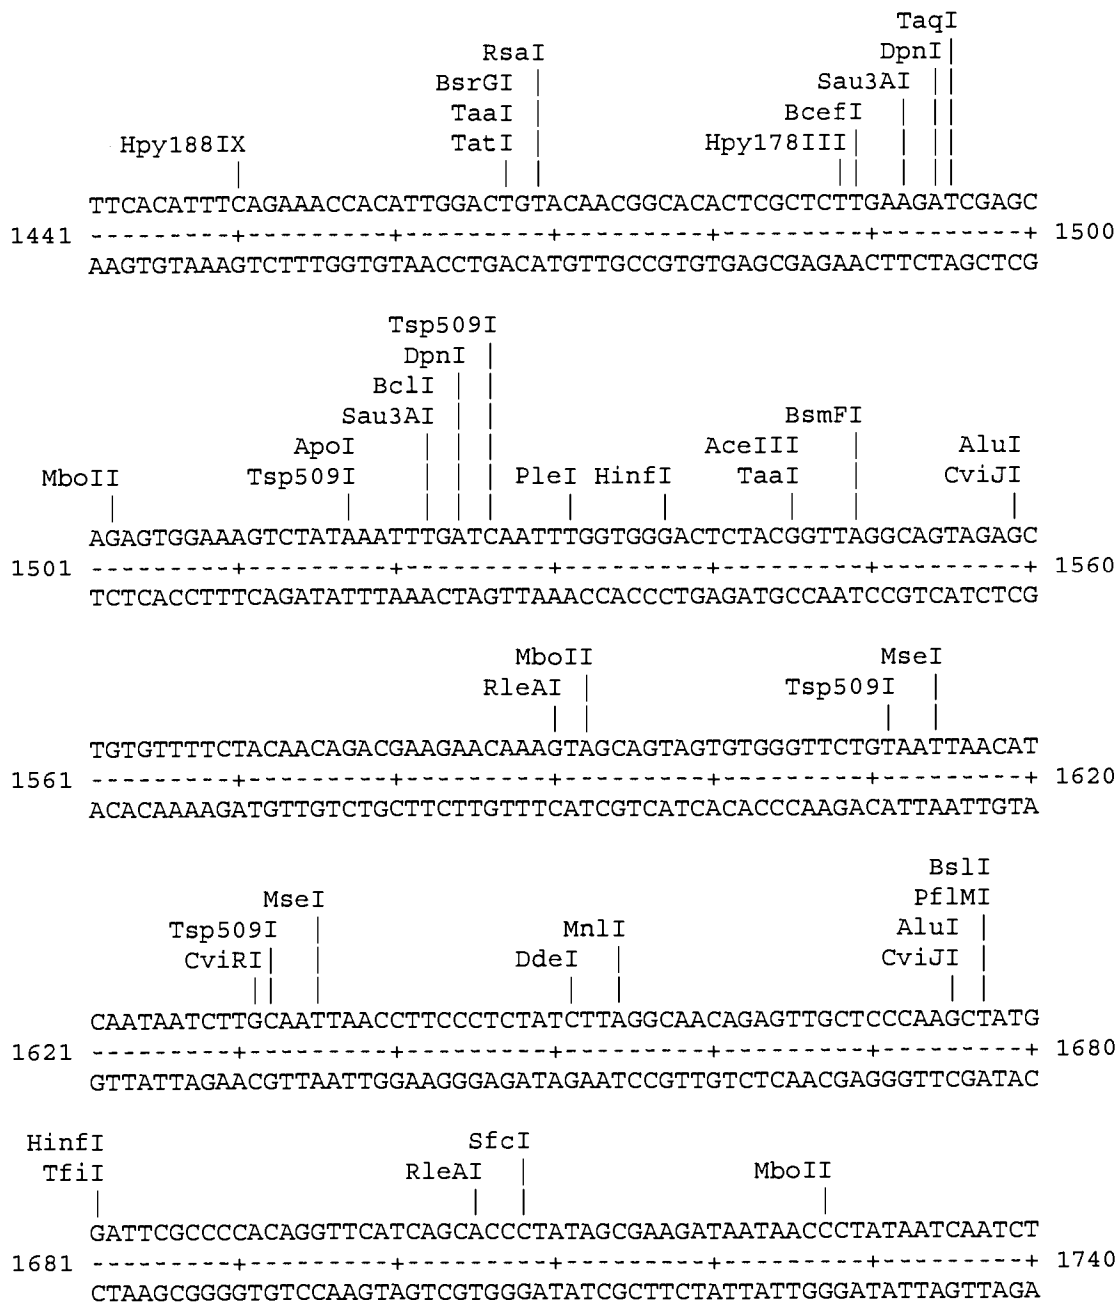 TaqI
RsaI DpnI
BsrGI Sau3AI
TaaI BcefI
Hpy188IX TatI Hpy178III
TTCACATTTCAGAAACCACATTGGACTGTACAACGGCACACTCGCTCTTGAAGATCGAGC
1441 ---------+---------+---------+---------+---------+---------+ 1500
AAGTGTAAAGTCTTTGGTGTAACCTGACATGTTGCCGTGTGAGCGAGAACTTCTAGCTCG
Tsp509I
DpnI
BclI
Sau3AI BsmFI
ApoI AceIII AluI
MboII Tsp509I PleI HinfI TaaI CviJI
AGAGTGGAAAGTCTATAAATTTGATCAATTTGGTGGGACTCTACGGTTAGGCAGTAGAGC
1501 ---------+---------+---------+---------+---------+---------+ 1560
TCTCACCTTTCAGATATTTAAACTAGTTAAACCACCCTGAGATGCCAATCCGTCATCTCG
MboII MseI
RleAI Tsp509I
TGTGTTTTCTACAACAGACGAAGAACAAAGTAGCAGTAGTGTGGGTTCTGTAATTAACAT
1561 ---------+---------+---------+---------+---------+---------+ 1620
ACACAAAAGATGTTGTCTGCTTCTTGTTTCATCGTCATCACACCCAAGACATTAATTGTA
BslI
MseI PflMI
Tsp509I MnlI AluI
CviRI DdeI CviJI
CAATAATCTTGCAATTAACCTTCCCTCTATCTTAGGCAACAGAGTTGCTCCCAAGCTATG
1621 ---------+---------+---------+---------+---------+---------+ 1680
GTTATTAGAACGTTAATTGGAAGGGAGATAGAATCCGTTGTCTCAACGAGGGTTCGATAC
HinfI SfcI
TfiI RleAI MboII
GATTCGCCCCACAGGTTCATCAGCACCCTATAGCGAAGATAATAACCCTATAATCAATCT
1681 ---------+---------+---------+---------+---------+---------+ 1740
CTAAGCGGGGTGTCCAAGTAGTCGTGGGATATCGCTTCTATTATTGGGATATTAGTTAGA